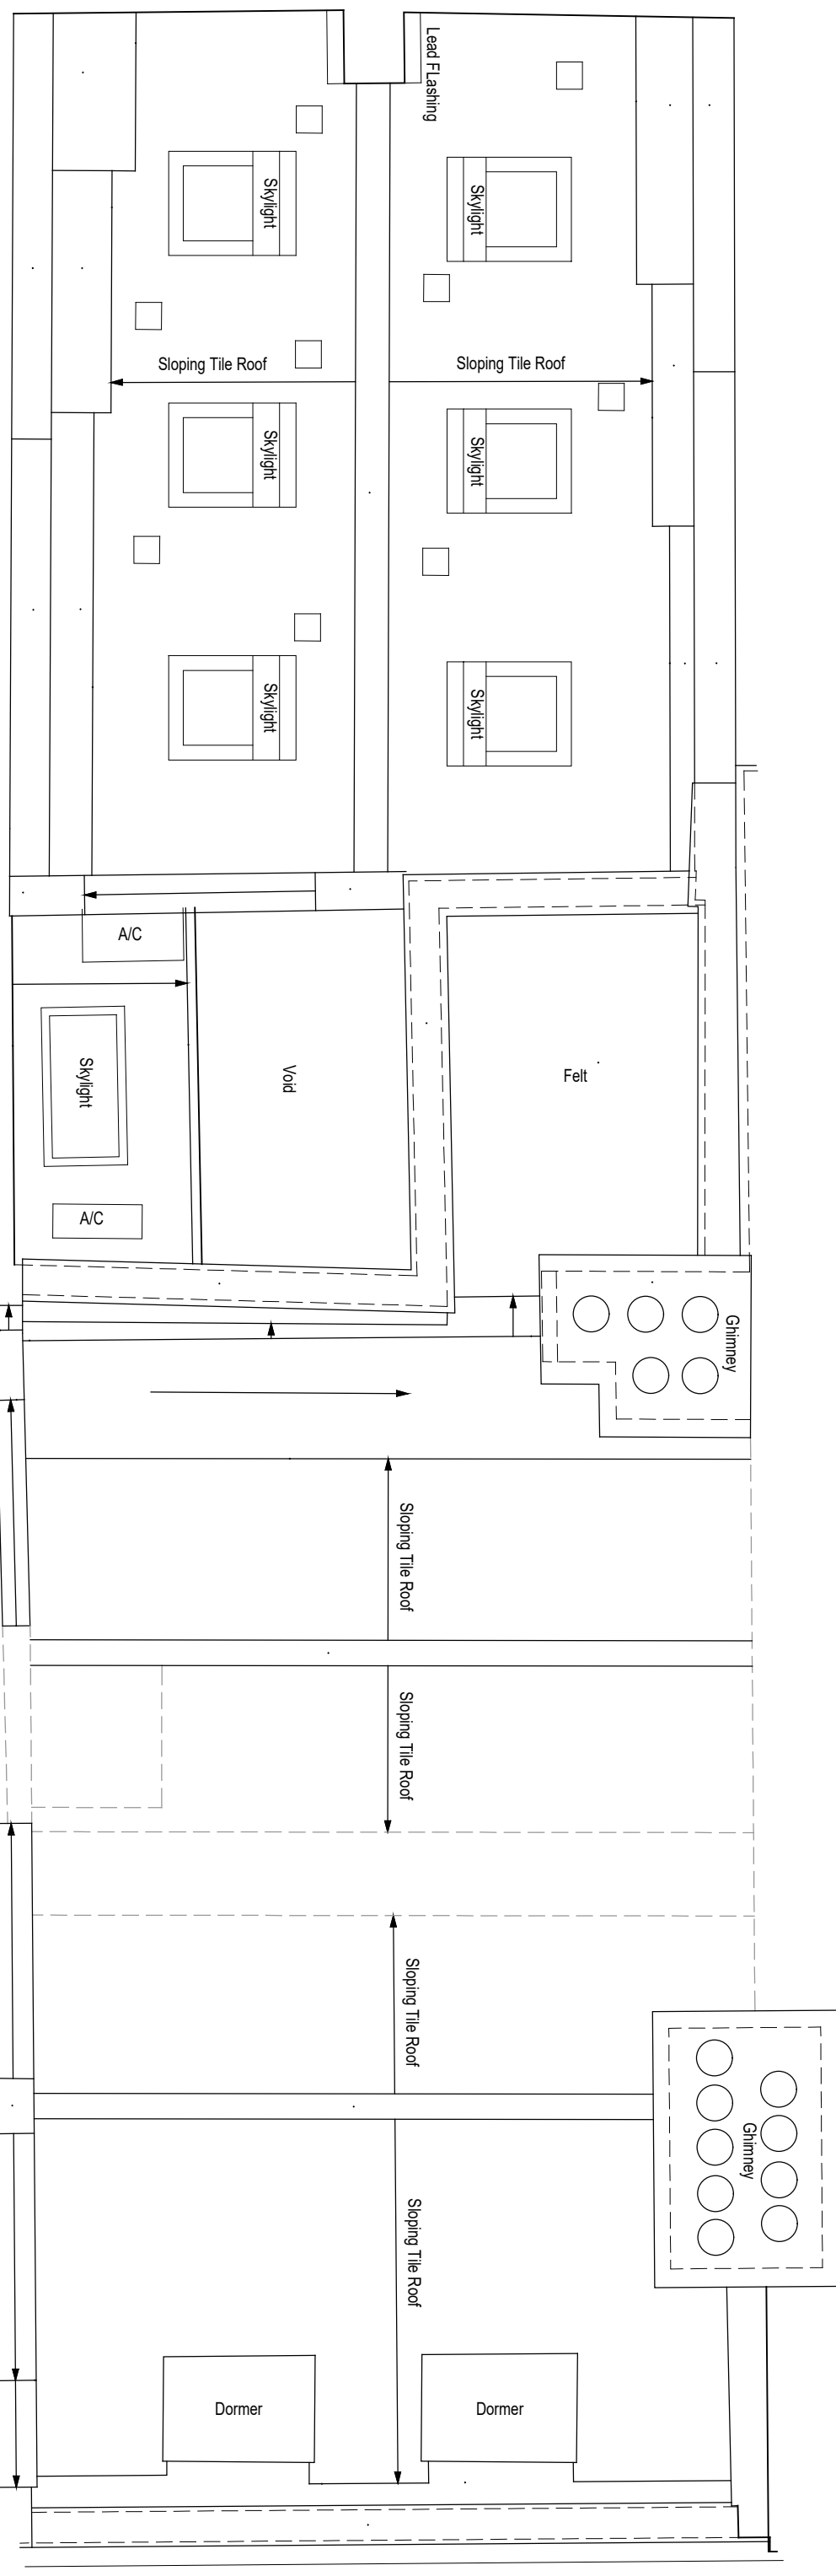 Lead FLashing
Skylight
Skylight
Sloping Tile Roof
Sloping Tile Roof
Skylight
Skylight
Skylight
Skylight
A/C
Skylight
Void
Felt
A/C
Ghimney
Sloping Tile Roof
Sloping Tile Roof
Sloping Tile Roof
Ghimney
Sloping Tile Roof
Dormer
Dormer